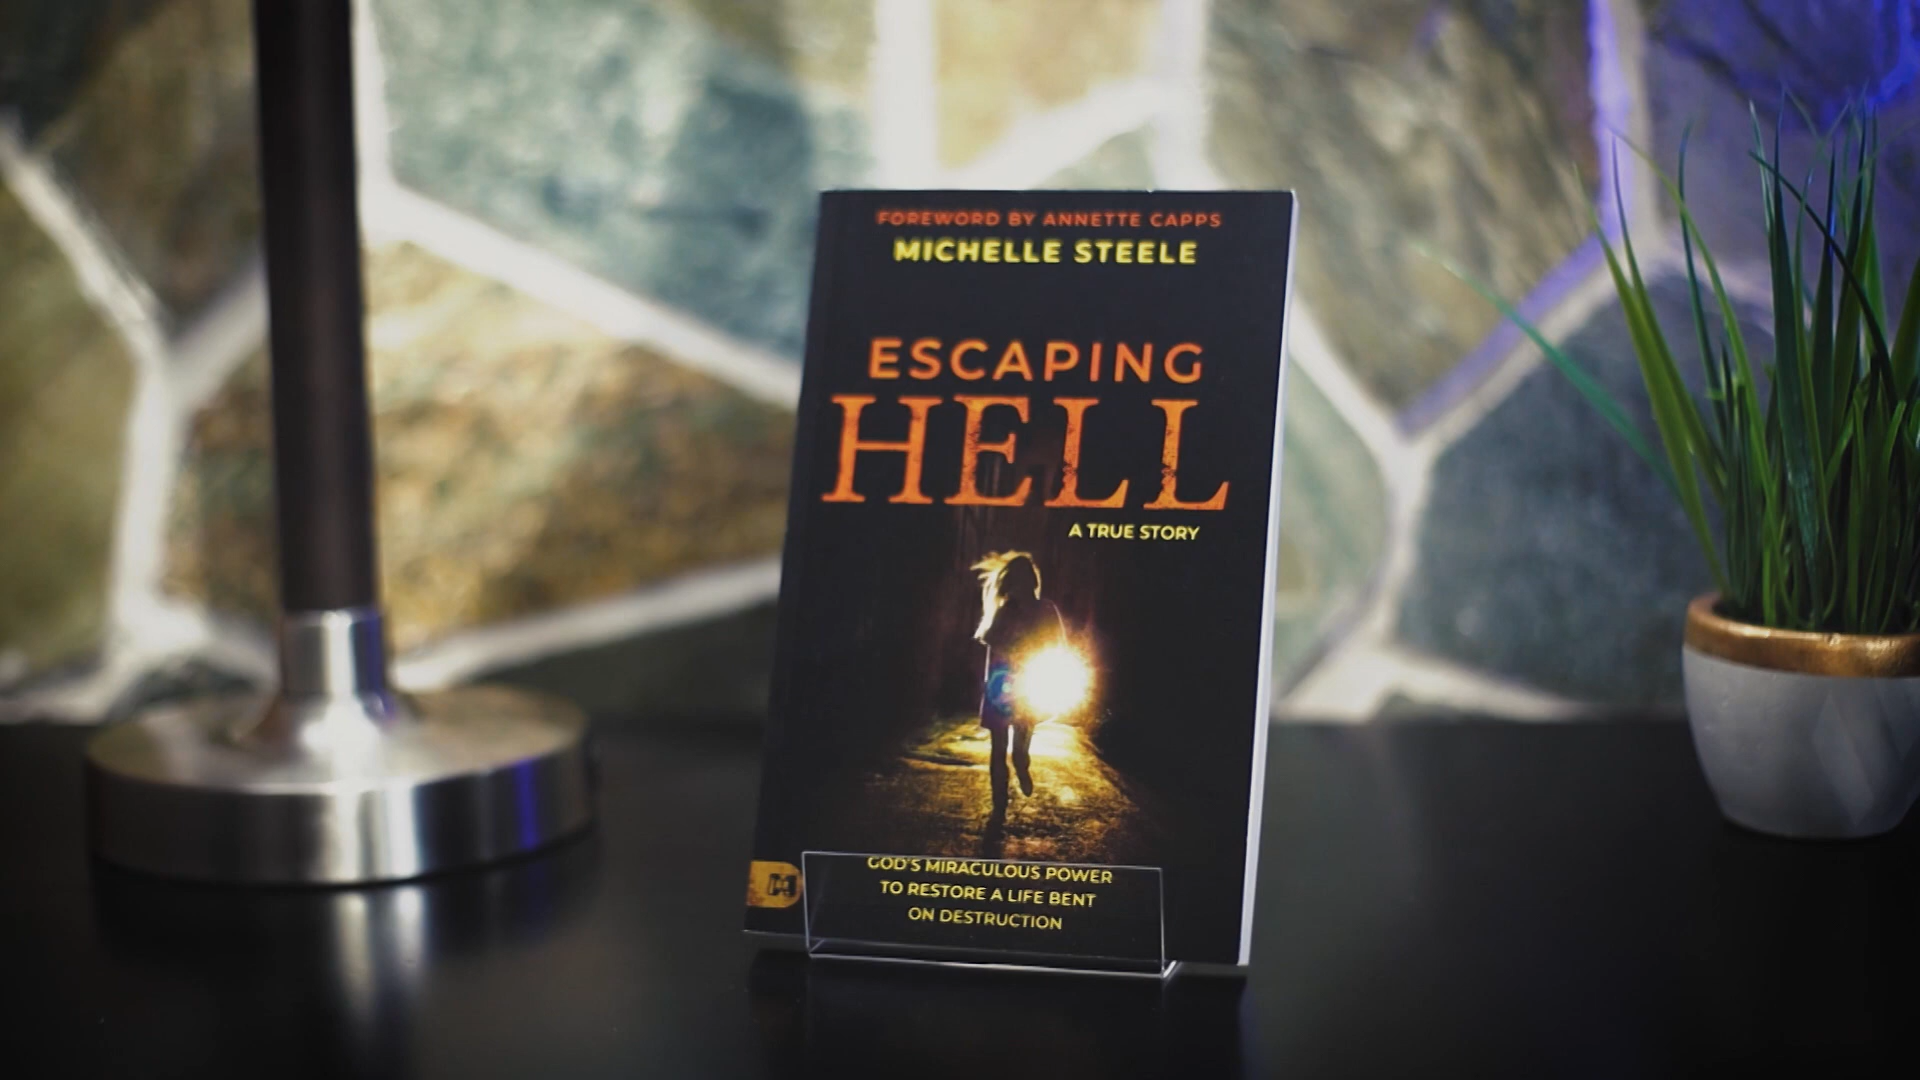 FOREWORD BY ANNETTE CAPPS
MICHELLE STEELE
ESCAPING
HELL
A TRUE STORY
GOD'S MIRACULOUS POWER
TO RESTORE A LIFE BENT
ON DESTRUCTION